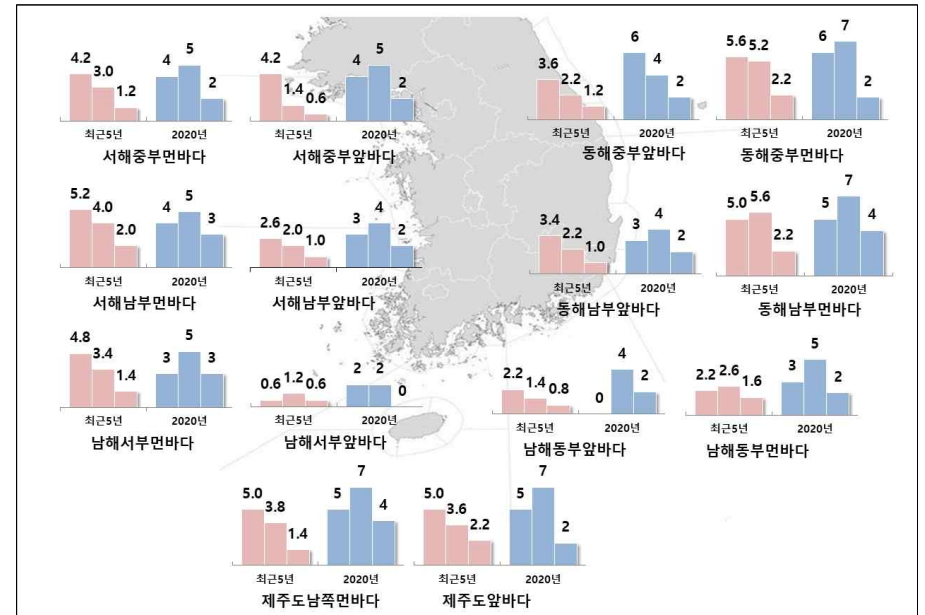 4.2 3.0 1.2 4 5 2
최근5년 2020년
서해중부먼바다
4.2 1.4 0.6 4 5 2
최근5년 2020년
서해중부앞바다
3.6 2.2 1.2 6 4 2
최근5년 2020년
동해중부앞바다
5.6 5.2 2.2 6 7 2
최근5년 2020년
동해중부먼바다
5.2 4.0 2.0 4 5 3
최근5년 2020년
서해남부먼바다
2.6 2.0 1.0 3 4 2
최근5년 2020년
서해남부앞바다
3.4 2.2 1.0 3 4 2
최근5년 2020년
동해남부앞바다
5.0 5.6 2.2 5 7 4
최근5년 2020년
동해남부먼바다
4.8 3.4 1.4 3 5 3
최근5년 2020년
남해서부먼바다
0.6 1.2 0.6 2 2 0
최근5년 2020년
남해서부앞바다
2.2 1.4 0.8 0 4 2
최근5년 2020년
남해동부앞바다
2.2 2.6 1.6 3 5 2
최근5년 2020년
남해동부먼바다
5.0 3.8 1.4 5 7 4
최근5년 2020년
제주도남쪽먼바다
5.0 3.6 2.2 5 7 2
최근5년 2020년
제주도앞바다